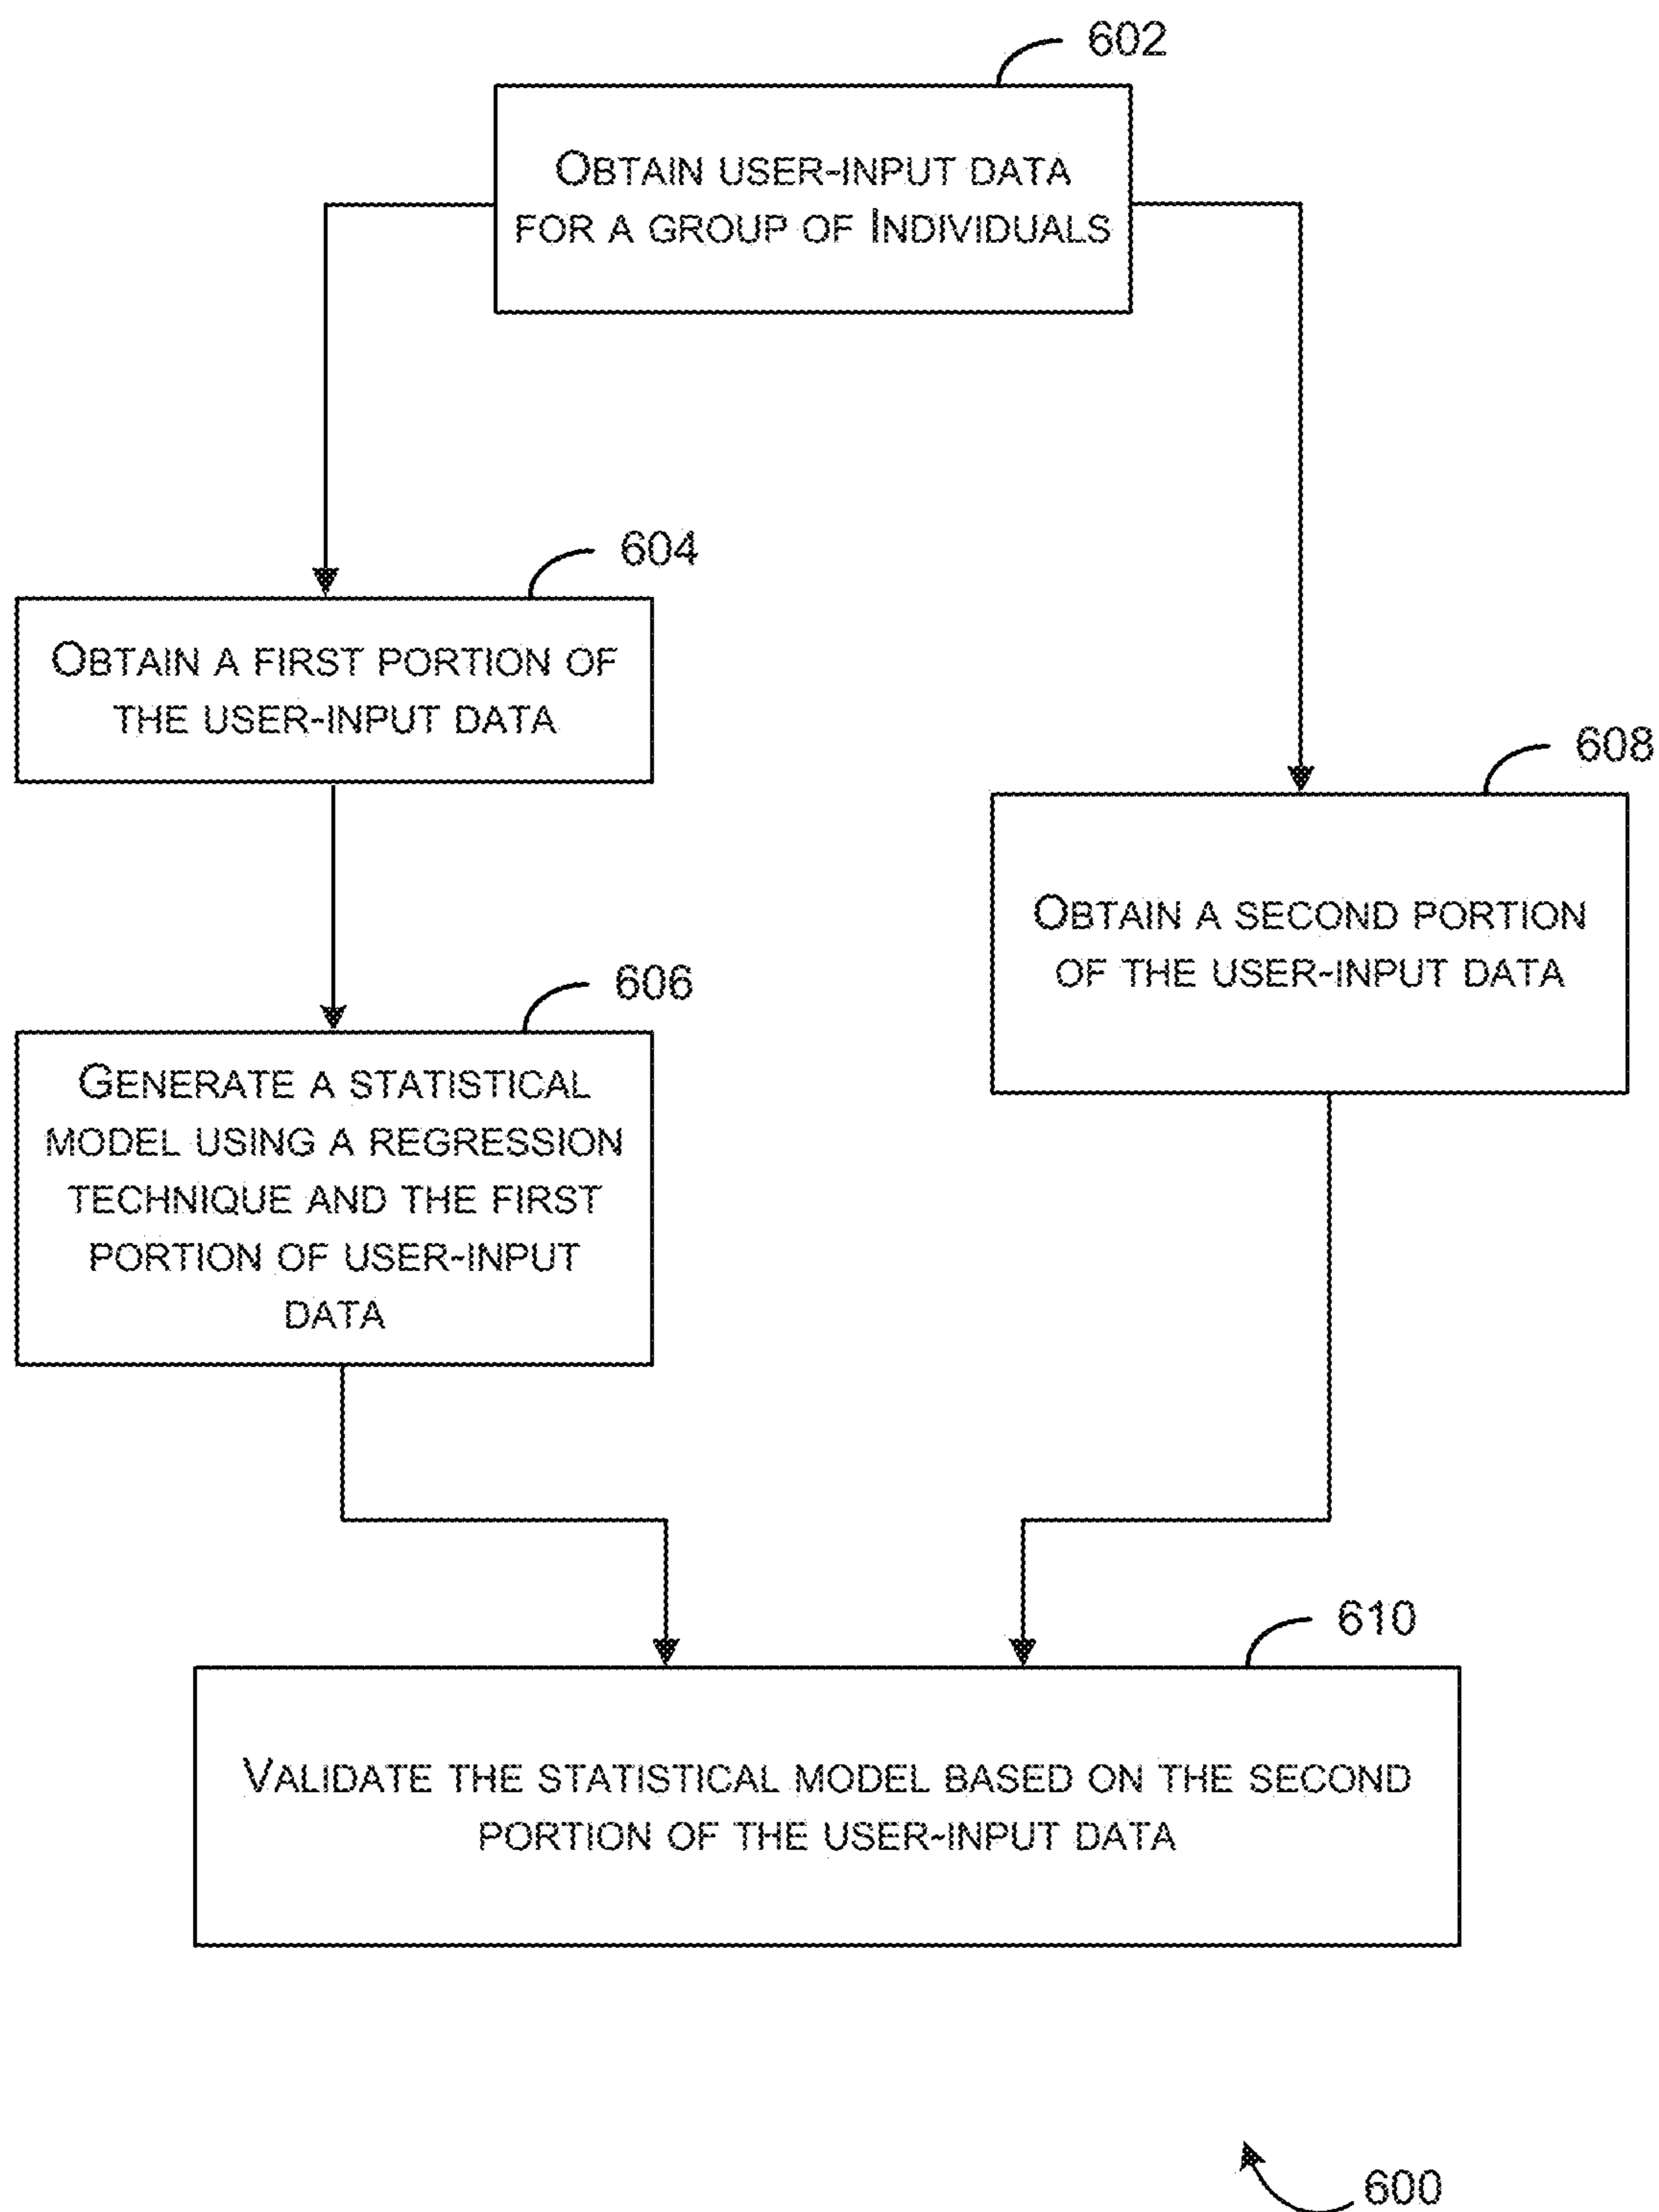 602
OBTAIN USER-INPUT DATA
FOR A GROUP OF INDIVIDUALS
604
OBTAIN A FIRST PORTION OF
THE USER-INPUT DATA
608
OBTAIN A SECOND PORTION
OF THE USER-INPUT DATA
606
GENERATE A STATISTICAL
MODEL USING A REGRESSION
TECHNIQUE AND THE FIRST
PORTION OF USER-INPUT
DATA
610
VALIDATE THE STATISTICAL MODEL BASED ON THE SECOND
PORTION OF THE USER-INPUT DATA
600